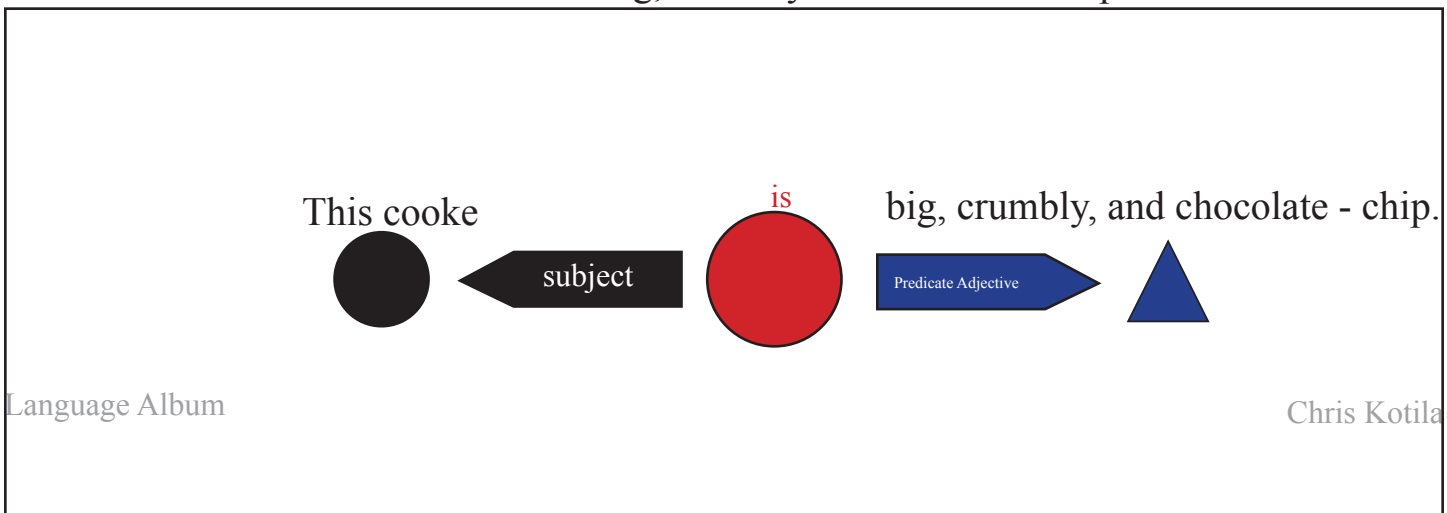 is
This cooke
big, crumbly, and chocolate - chip.
subject
Predicate Adjective
Language Album
Chris Kotila